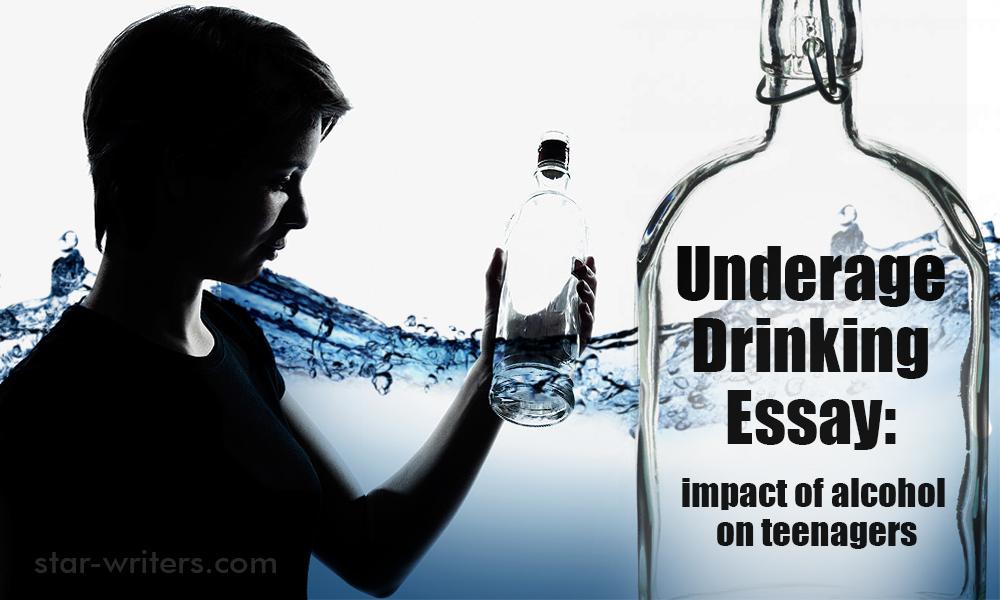 Underage
Drinking
Essay:
impact of alcohol
on teenagers
star-writers.com